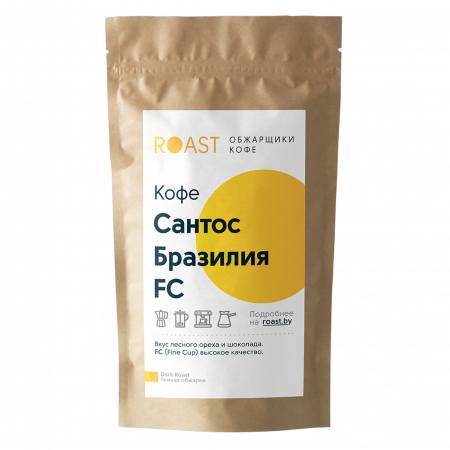 ROAST
ОБЖАРЩИКИ
КОФЕ
Кофе
Сантос
Бразилия
FC
Подробнее
на roast.by
Вкус лесного ореха и шоколада.
FC (Fine Cup) высокое качество.
Dark Roast
Темная обжарка